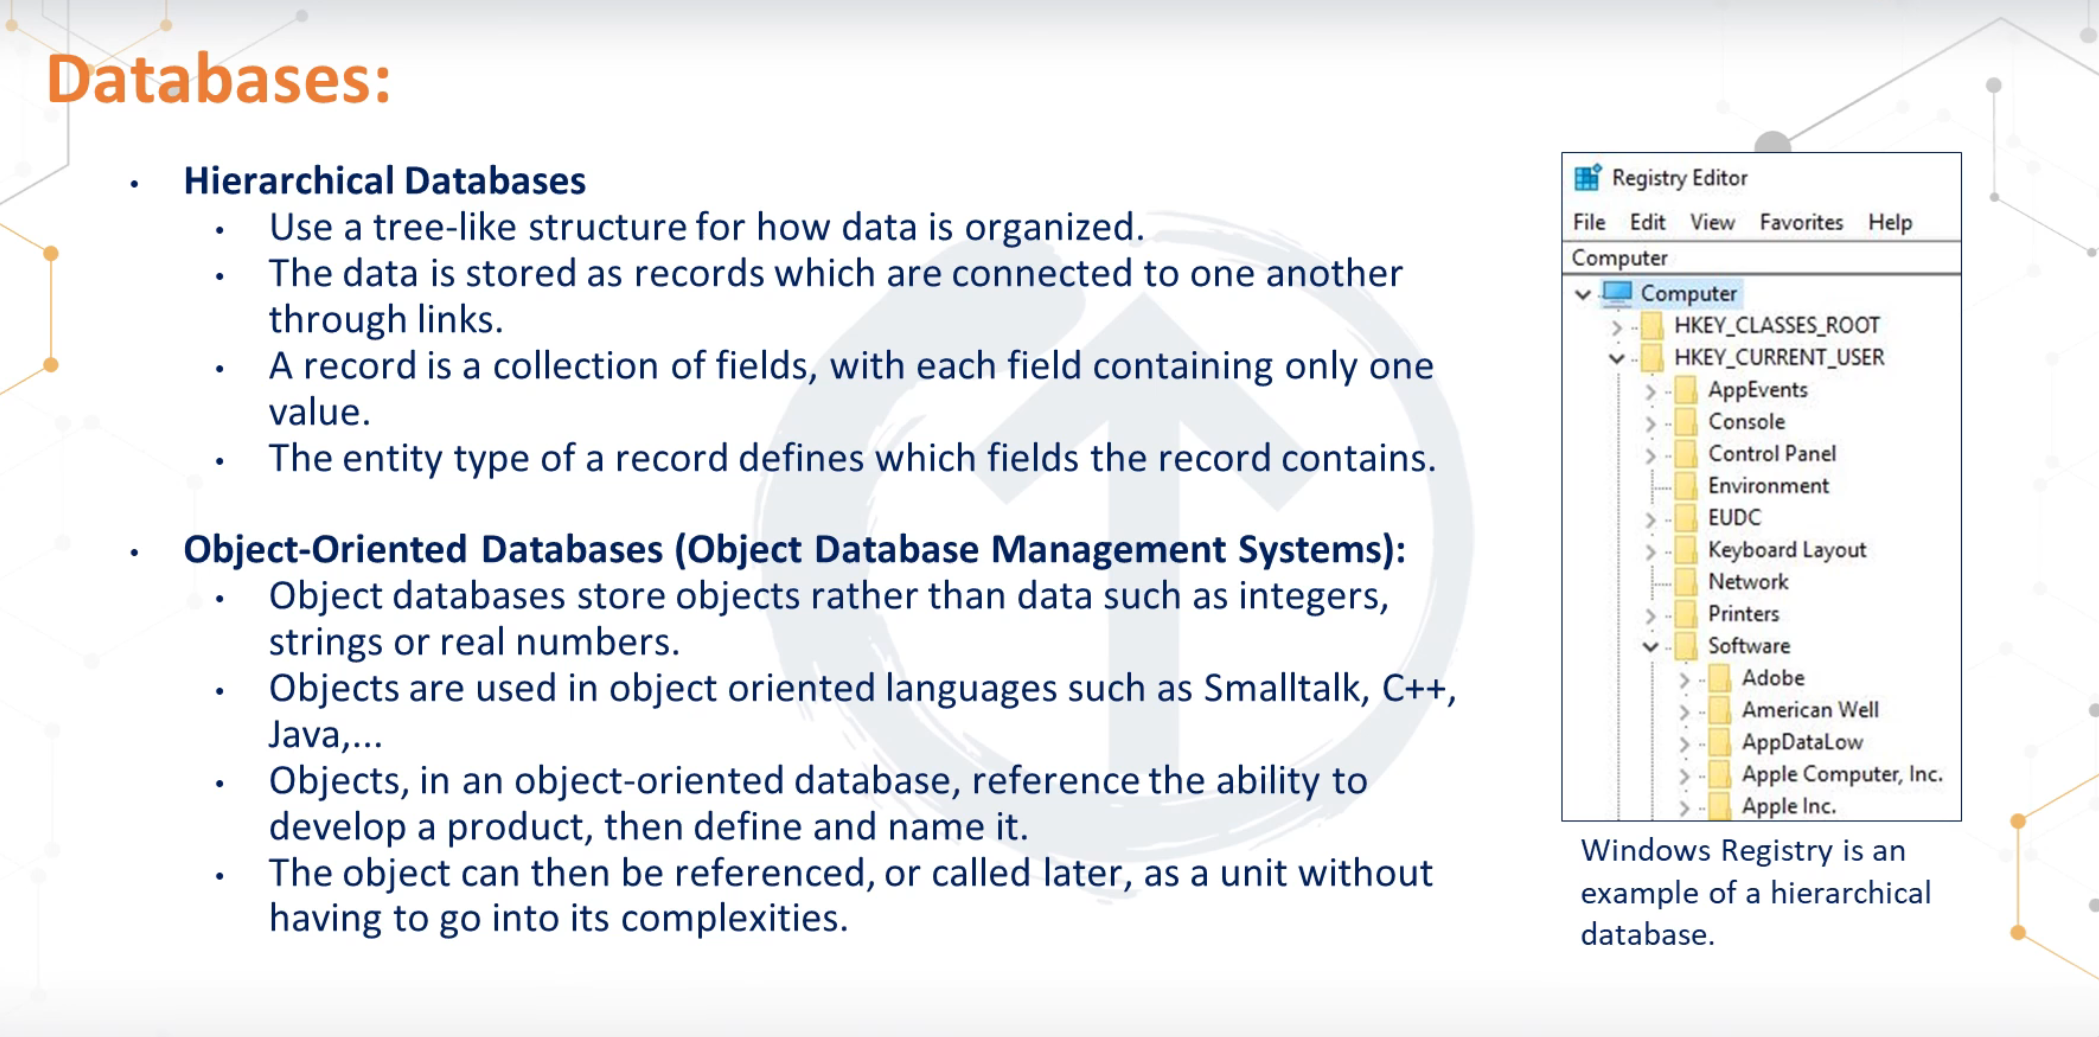 Databases:
Hierarchical Databases
Use a tree-like structure for how data is organized.
The data is stored as records which are connected to one another
through links.
A record is a collection of fields, with each field containing only one
value.
The entity type of a record defines which fields the record contains.
Object-Oriented Databases (Object Database Management Systems):
Object databases store objects rather than data such as integers,
strings or real numbers.
Objects are used in object oriented languages such as Smalltalk, C++,
Java,...
Objects, in an object-oriented database, reference the ability to
develop a product, then define and name it.
The object can then be referenced, or called later, as a unit without
having to go into its complexities.
Registry Editor
File Edit View Favorites Help
Computer
Computer
HKEY_CLASSES_ROOT
HKEY_CURRENT_USER
AppEvents
Console
Control Panel
Environment
EUDC
Keyboard Layout
Network
Printers
Software
Adobe
American Well
AppDataLow
Apple Computer, Inc.
Apple Inc.
Windows Registry is an
example of a hierarchical
database.